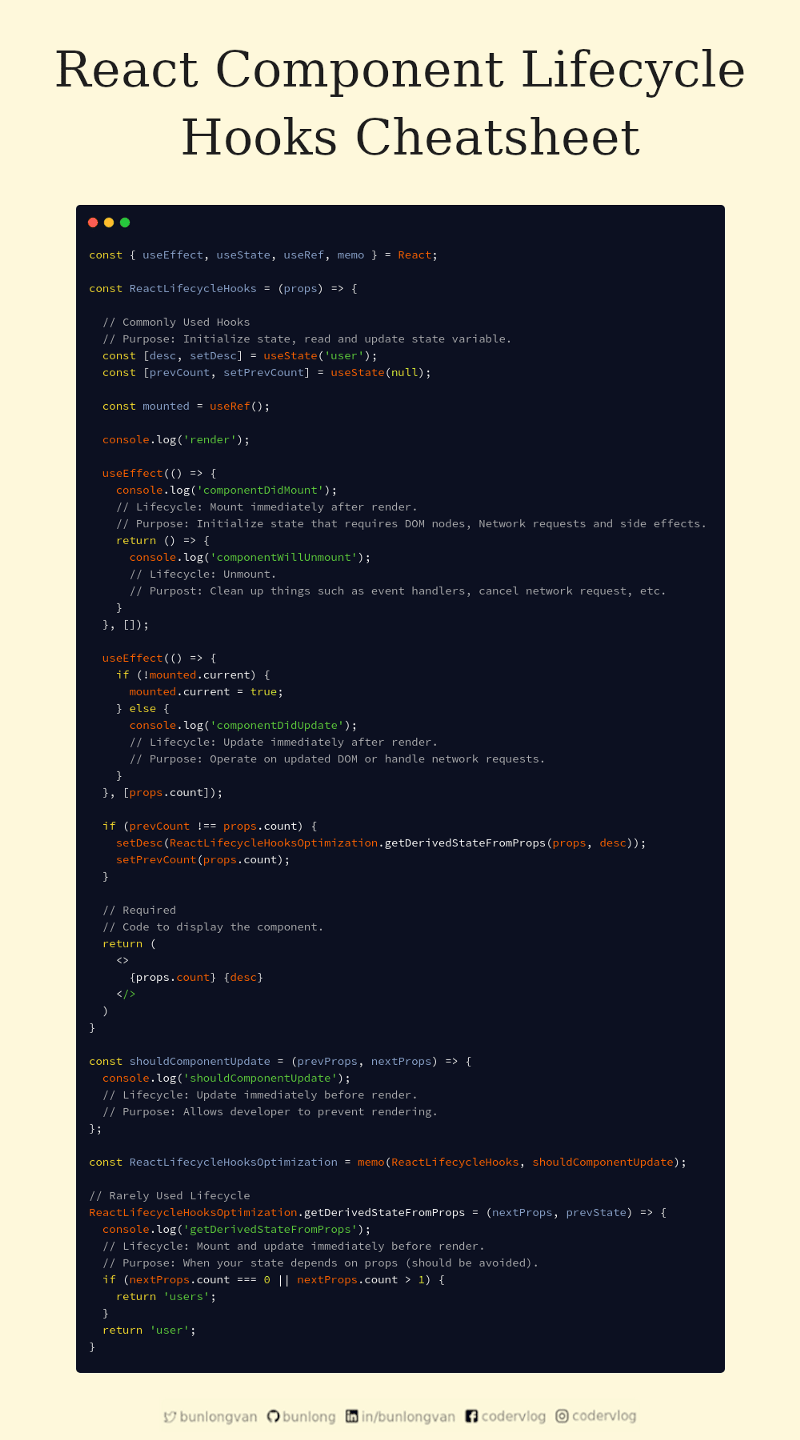 React Component Lifecycle
Hooks Cheatsheet
const { useEffect, useState, useRef, memo } = React;
const ReactLifecycleHooks = (props) => {
// Commonly Used Hooks
// Purpose: Initialize state, read and update state variable.
const [desc, setDesc] = useState('user');
const [prevCount, setPrevCount] = useState(null);
const mounted = useRef();
console.log('render');
useEffect(() => {
console.log('componentDidMount');
// Lifecycle: Mount immediately after render.
// Purpose: Initialize state that requires DOM nodes, Network requests and side effects.
return () => {
console.log('componentWillUnmount');
// Lifecycle: Unmount.
// Purpost: Clean up things such as event handlers, cancel network request, etc.
}
}, []);
useEffect(() => {
if (!mounted.current) {
mounted.current = true;
} else {
console.log('componentDidUpdate');
// Lifecycle: Update immediately after render.
// Purpose: Operate on updated DOM or handle network requests.
}
}, [props.count]);
if (prevCount !== props.count) {
setDesc(ReactLifecycleHooksOptimization.getDerivedStateFromProps(props, desc));
setPrevCount(props.count);
}
// Required
// Code to display the component.
return (
<>
{props.count} {desc}
</>
)
}
const shouldComponentUpdate = (prevProps, nextProps) => {
console.log('shouldComponentUpdate');
// Lifecycle: Update immediately before render.
// Purpose: Allows developer to prevent rendering.
};
const ReactLifecycleHooksOptimization = memo(ReactLifecycleHooks, shouldComponentUpdate);
// Rarely Used Lifecycle
ReactLifecycleHooksOptimization.getDerivedStateFromProps = (nextProps, prevState) => {
console.log('getDerivedStateFromProps');
// Lifecycle: Mount and update immediately before render.
// Purpose: When your state depends on props (should be avoided).
if (nextProps.count === 0 || nextProps.count > 1) {
return 'users';
}
return 'user';
}
bunlongvan bunlong in/bunlongvan codervlog codervlog